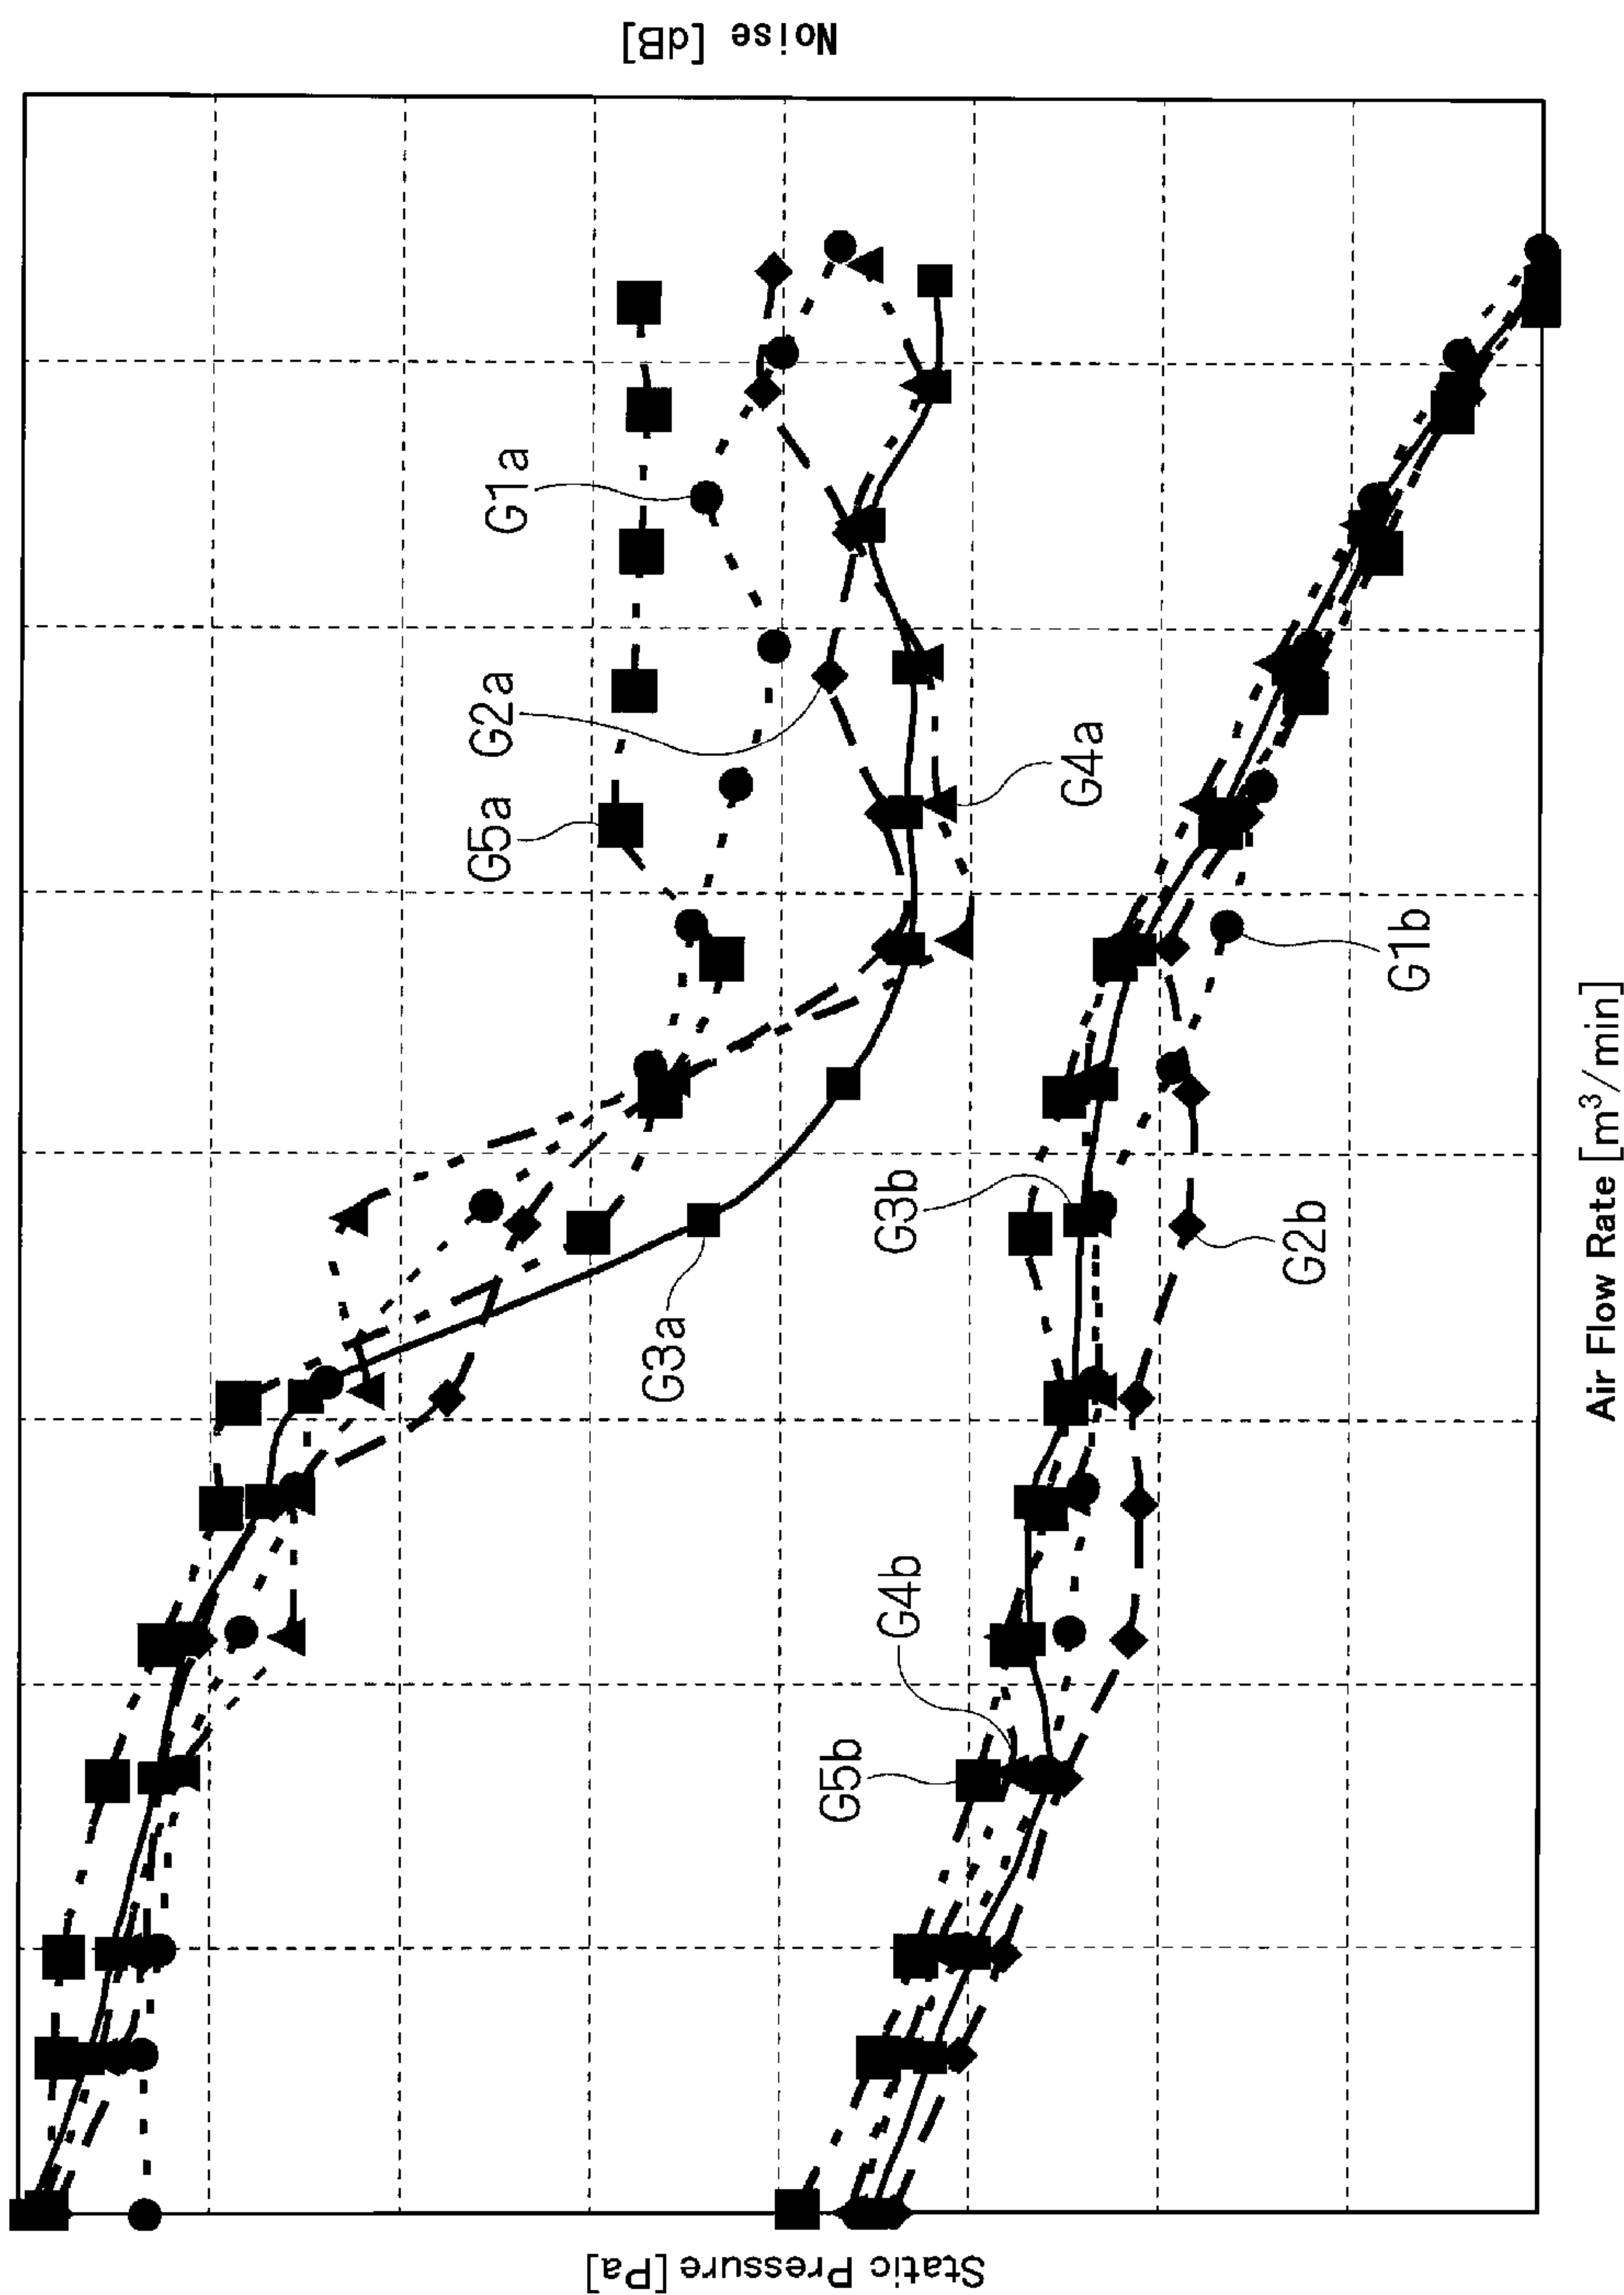 Noise [dB]
G1a
G5a G2a
G4a
G1b
G3b
G2b
G3a
G4b
G5b
Air Flow Rate [m³/min]
Static Pressure [Pa]